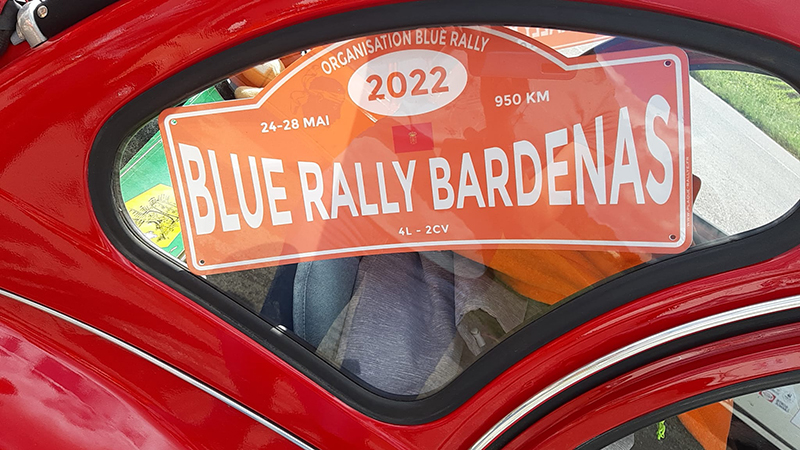 ORGANISATION BLUE RALLY
2022
24-28 MAI
950 KM
BLUE RALLY BARDENAS
4L - 2CV